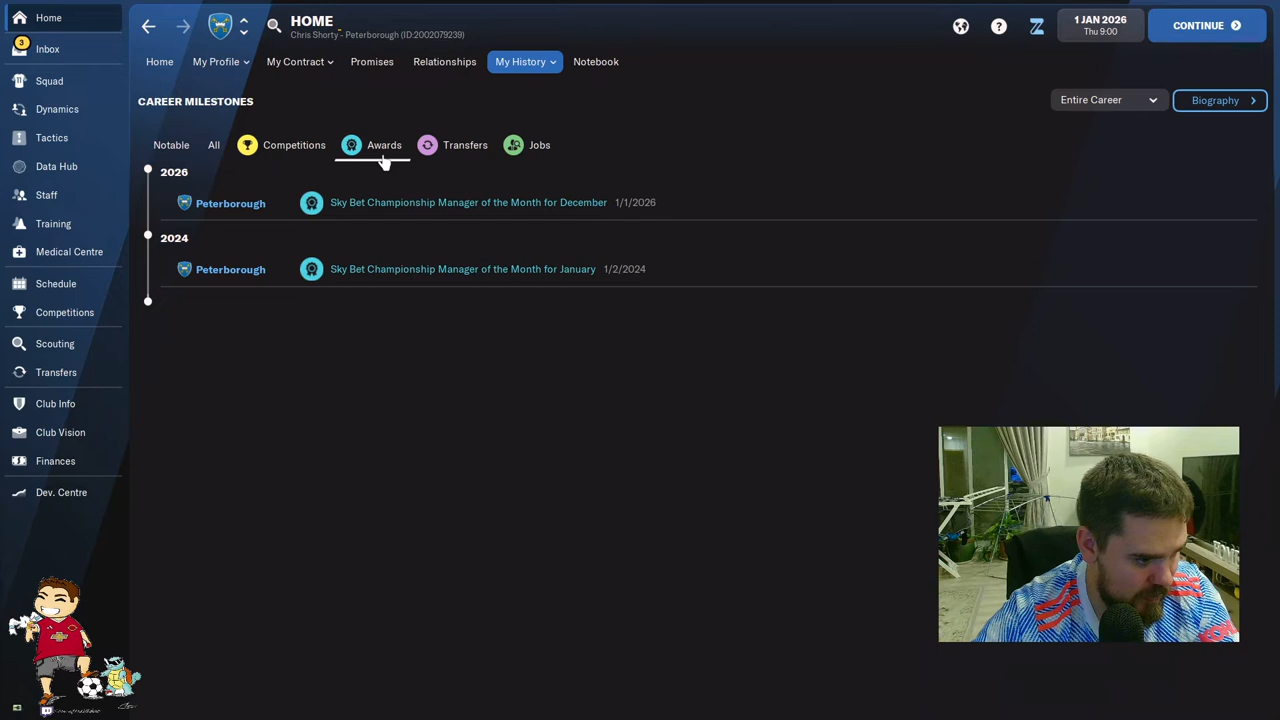 Home
3
Inbox
Squad
Dynamics
Tactics
Data Hub
Staff
Training
Medical Centre
Schedule
Competitions
Scouting
Transfers
Club Info
Club Vision
Finances
Dev. Centre
HOME
Chris Shorty - Peterborough (ID:2002079239)
1 JAN 2026
Thu 9:00
CONTINUE
Home
My Profile
My Contract
Promises
Relationships
My History
Notebook
CAREER MILESTONES
Entire Career
Biography
Notable
All
Competitions
Awards
Transfers
Jobs
2026
Peterborough
Sky Bet Championship Manager of the Month for December 1/1/2026
2024
Peterborough
Sky Bet Championship Manager of the Month for January 1/2/2024